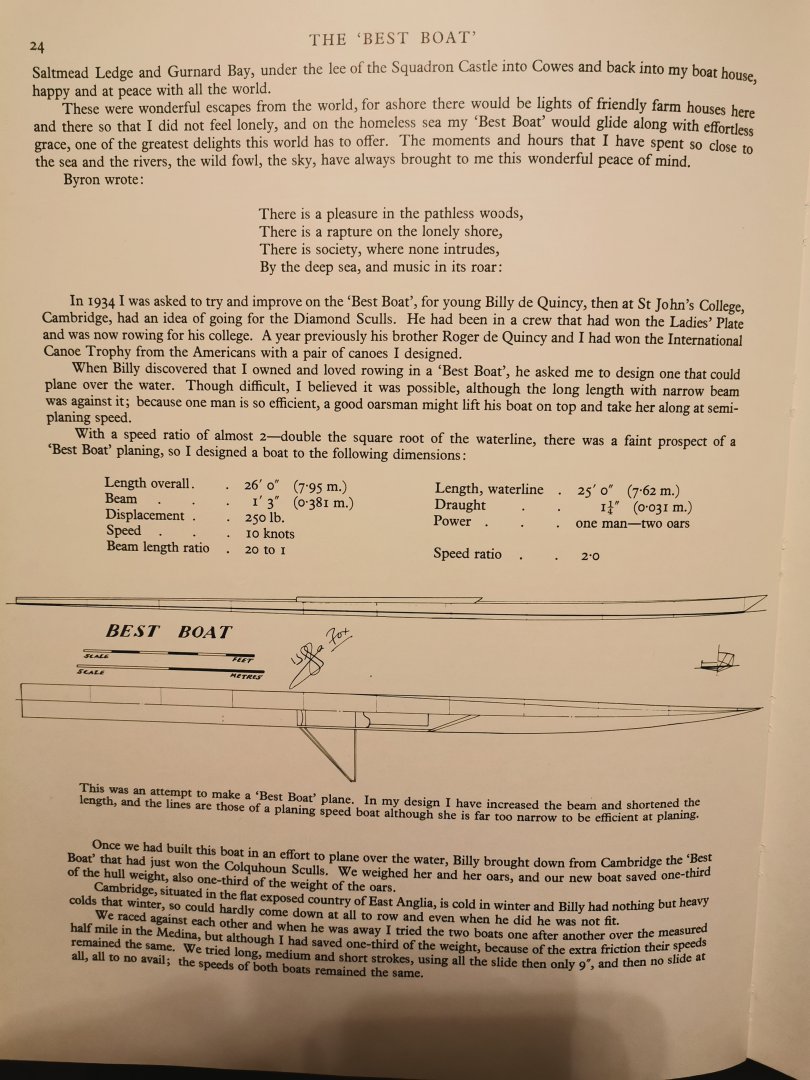 24
THE ‘BEST BOAT’
Saltmead Ledge and Gurnard Bay, under the lee of the Squadron Castle into Cowes and back into my boat house,
happy and at peace with all the world.
These were wonderful escapes from the world, for ashore there would be lights of friendly farm houses here
and there so that I did not feel lonely, and on the homeless sea my ‘Best Boat’ would glide along with effortless
grace, one of the greatest delights this world has to offer. The moments and hours that I have spent so close to
the sea and the rivers, the wild fowl, the sky, have always brought to me this wonderful peace of mind.
Byron wrote:
There is a pleasure in the pathless woods,
There is a rapture on the lonely shore,
There is society, where none intrudes,
By the deep sea, and music in its roar:
In 1934 I was asked to try and improve on the ‘Best Boat’, for young Billy de Quincy, then at St John’s College,
Cambridge, had an idea of going for the Diamond Sculls. He had been in a crew that had won the Ladies’ Plate
and was now rowing for his college. A year previously his brother Roger de Quincy and I had won the International
Canoe Trophy from the Americans with a pair of canoes I designed.
When Billy discovered that I owned and loved rowing in a ‘Best Boat’, he asked me to design one that could
plane over the water. Though difficult, I believed it was possible, although the long length with narrow beam
was against it; because one man is so efficient, a good oarsman might lift his boat on top and take her along at semi-
planing speed.
With a speed ratio of almost 2—double the square root of the waterline, there was a faint prospect of a
‘Best Boat’ planing, so I designed a boat to the following dimensions:
Length overall . . 26′ 0″ (7·95 m.)
Beam . . . 1′ 3″ (0·381 m.)
Displacement . . 250 lb.
Speed . . . 10 knots
Beam length ratio . 20 to 1
Length, waterline . 25′ 0″ (7·62 m.)
Draught . . 1¼″ (0·031 m.)
Power . . . one man—two oars
Speed ratio . . 2·0
BEST BOAT
SCALE FEET
SCALE METRES
Uffa Fox
This was an attempt to make a ‘Best Boat’ plane. In my design I have increased the beam and shortened the
length, and the lines are those of a planing speed boat although she is far too narrow to be efficient at planing.
Once we had built this boat in an effort to plane over the water, Billy brought down from Cambridge the ‘Best
Boat’ that had just won the Colquhoun Sculls. We weighed her and her oars, and our new boat saved one-third
of the hull weight, also one-third of the weight of the oars.
Cambridge, situated in the flat exposed country of East Anglia, is cold in winter and Billy had nothing but heavy
colds that winter, so could hardly come down at all to row and even when he did he was not fit.
We raced against each other and when he was away I tried the two boats one after another over the measured
half mile in the Medina, but although I had saved one-third of the weight, because of the extra friction their speeds
remained the same. We tried long, medium and short strokes, using all the slide then only 9″, and then no slide at
all, all to no avail; the speeds of both boats remained the same.